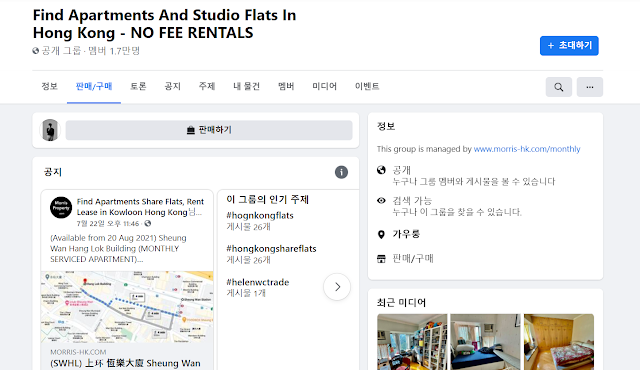 Find Apartments And Studio Flats In
Hong Kong - NO FEE RENTALS
공개 그룹 · 멤버 1.7만명
+ 초대하기
정보
판매/구매
토론
공지
주제
내 물건
멤버
미디어
이벤트
판매하기
공지
Morris
Property
Find Apartments Share Flats, Rent
Lease in Kowloon Hong Kong님...
7월 22일 오후 11:46 ·
(Available from 20 Aug 2021) Sheung
Wan Hang Lok Building (MONTHLY
SERVICED APARTMENT)...
MORRIS-HK.COM
(SWHL) 上环 恆樂大廈 Sheung Wan
이 그룹의 인기 주제
#hognkongflats
게시물 26개
#hongkongshareflats
게시물 26개
#helenwctrade
게시물 1개
정보
This group is managed by www.morris-hk.com/monthly
공개
누구나 그룹 멤버와 게시물을 볼 수 있습니다
검색 가능
누구나 이 그룹을 찾을 수 있습니다.
가우룽
판매/구매
최근 미디어